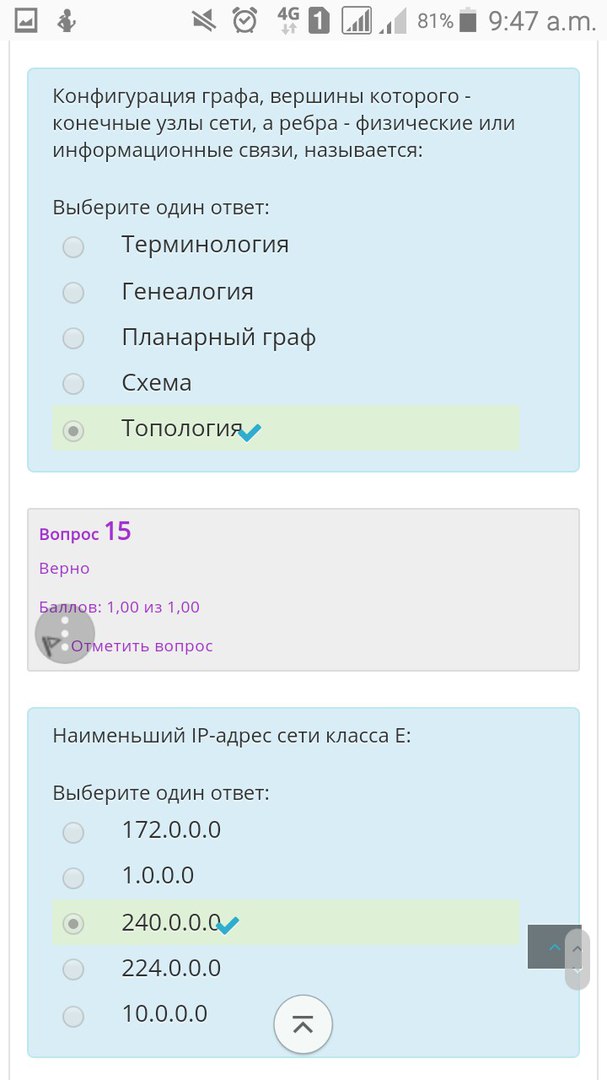 4G 1 81% 9:47 a.m.
Конфигурация графа, вершины которого -
конечные узлы сети, а ребра - физические или
информационные связи, называется:
Выберите один ответ:
Терминология
Генеалогия
Планарный граф
Схема
Топология
Вопрос 15
Верно
Баллов: 1,00 из 1,00
Отметить вопрос
Наименьший IP-адрес сети класса E:
Выберите один ответ:
172.0.0.0
1.0.0.0
240.0.0.0
224.0.0.0
10.0.0.0